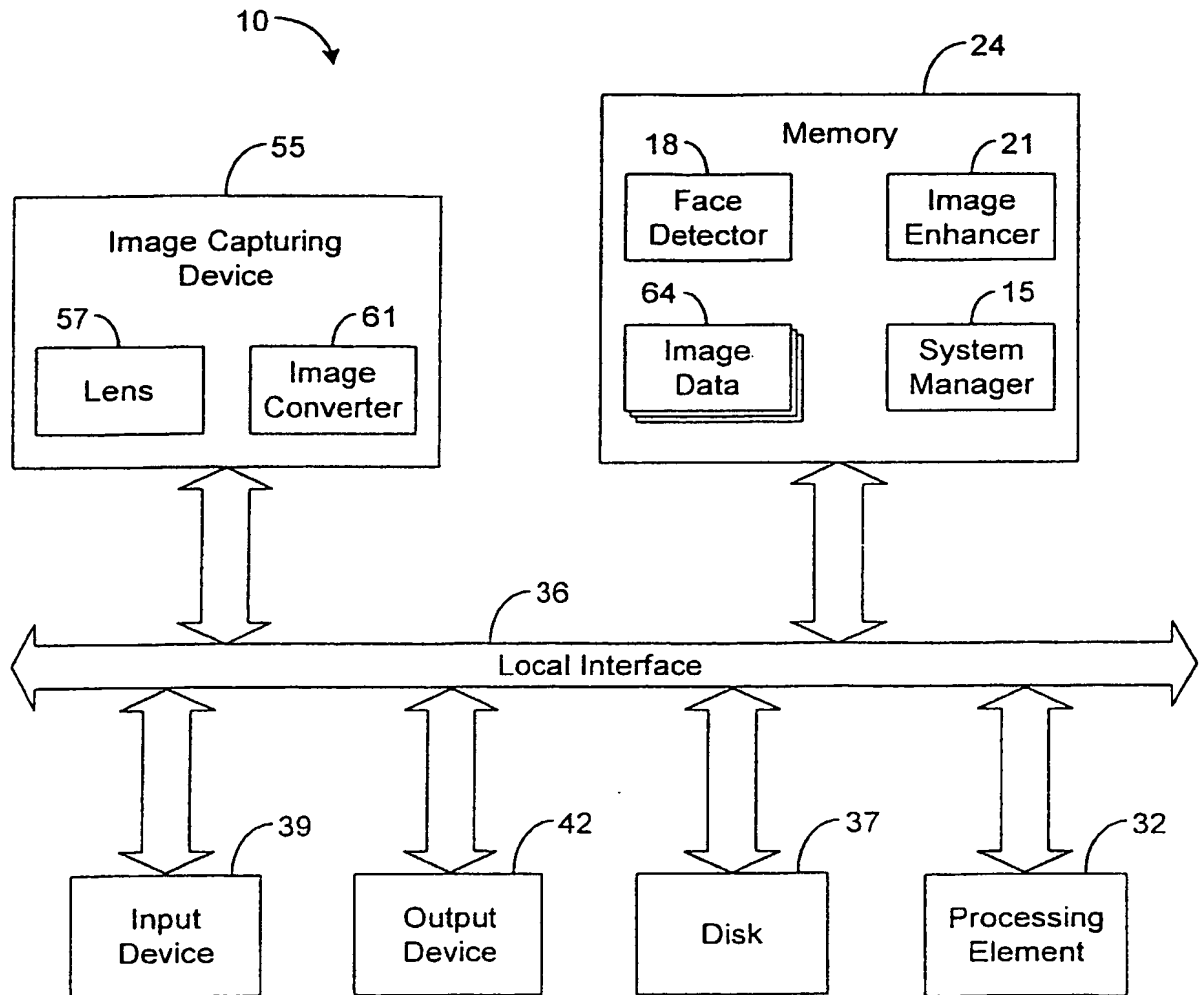 10
24
Memory
18
21
Face
Detector
Image
Enhancer
64
15
Image
Data
System
Manager
55
Image Capturing
Device
57
61
Lens
Image
Converter
36
Local Interface
39
42
37
32
Input
Device
Output
Device
Disk
Processing
Element